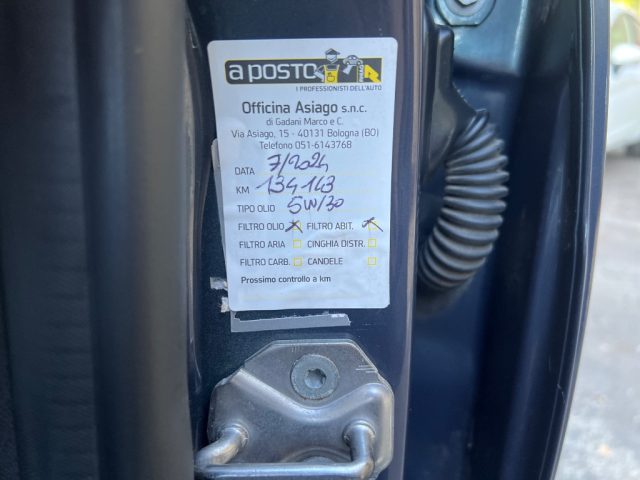 a posto
I PROFESSIONISTI DELL'AUTO
Officina Asiago s.n.c.
di Gadani Marco e C.
Via Asiago, 15 - 40131 Bologna (BO)
Telefono 051-6143768
DATA 7/2024
KM 134143
TIPO OLIO 5W/30
FILTRO OLIO FILTRO ABIT.
FILTRO ARIA CINGHIA DISTR.
FILTRO CARB. CANDELE
Prossimo controllo a km